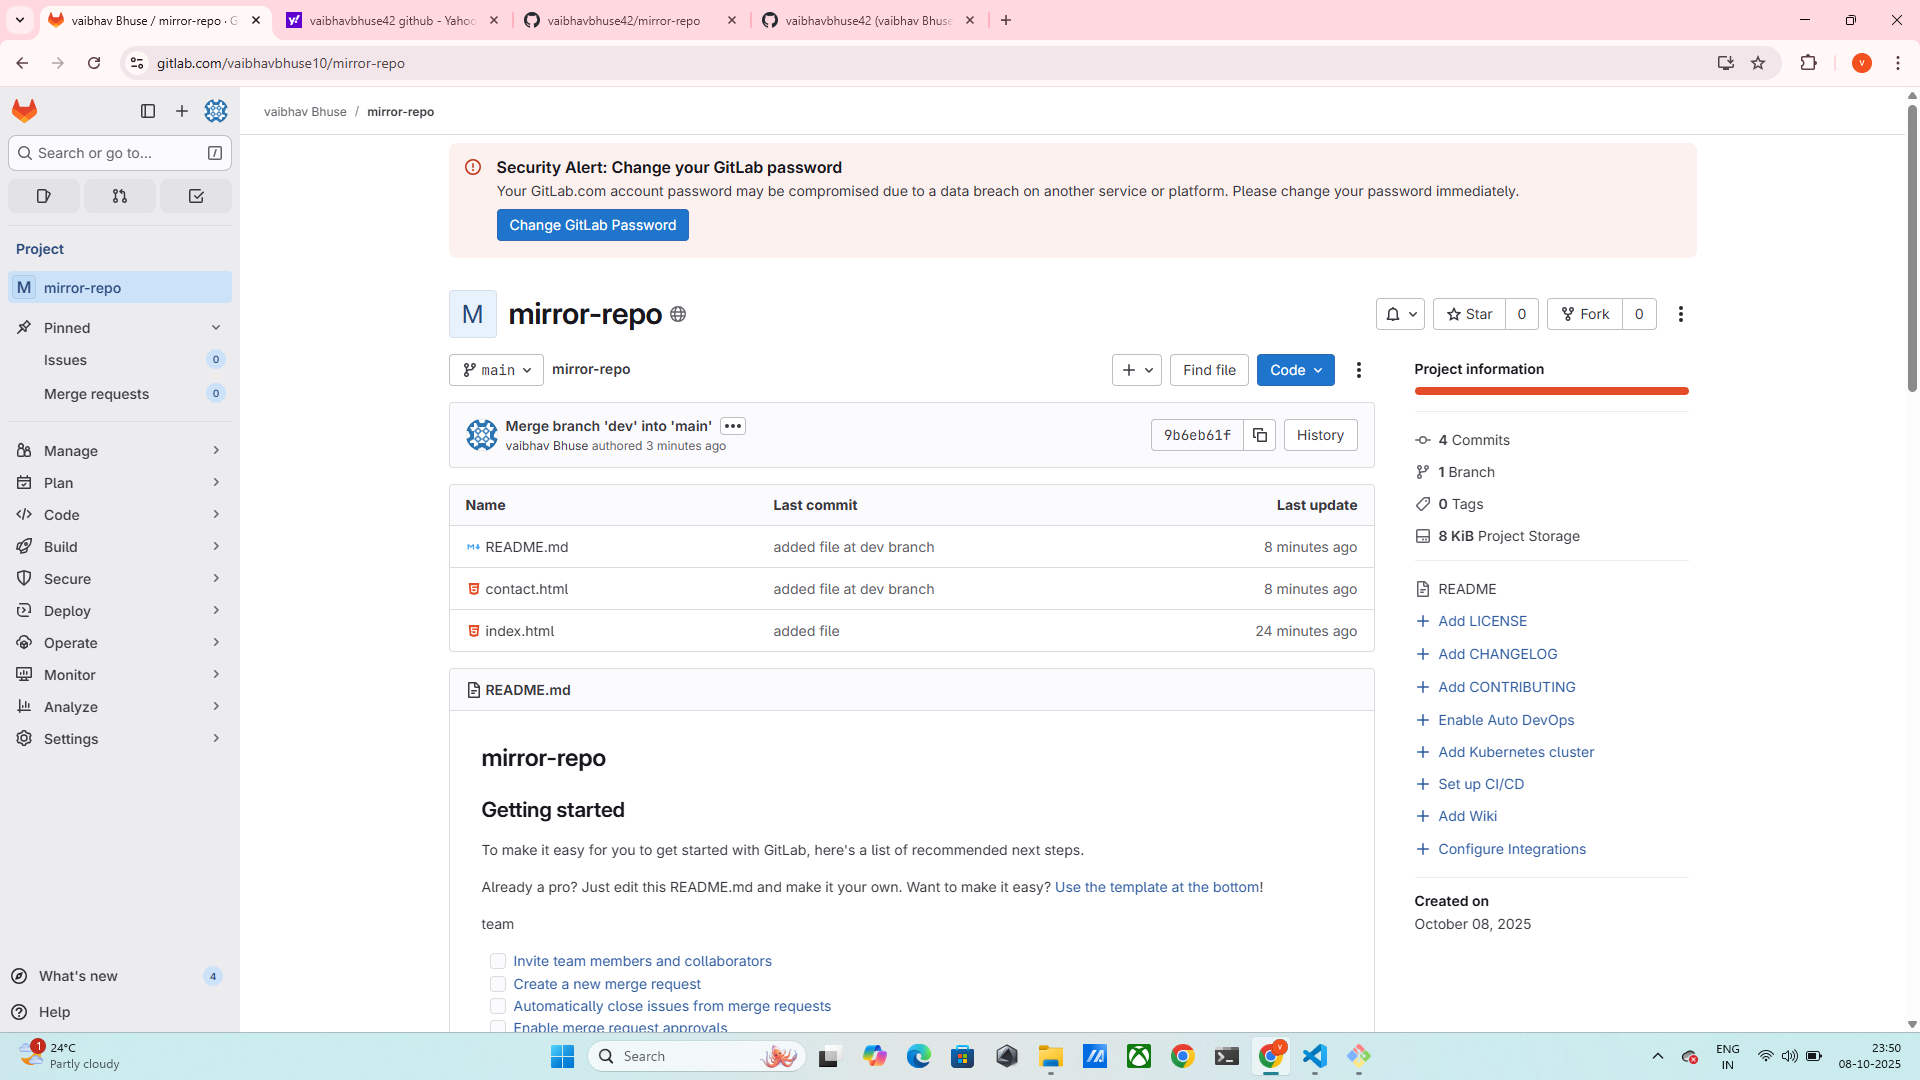 vaibhav Bhuse / mirror-repo · G
vaibhavbhuse42 github - Yahoo
vaibhavbhuse42/mirror-repo
vaibhavbhuse42 (vaibhav Bhuse
gitlab.com/vaibhavbhuse10/mirror-repo
V
vaibhav Bhuse / mirror-repo
Search or go to...
/
Project
M mirror-repo
Pinned
Issues 0
Merge requests 0
Manage
Plan
Code
Build
Secure
Deploy
Operate
Monitor
Analyze
Settings
What's new 4
Help
Security Alert: Change your GitLab password
Your GitLab.com account password may be compromised due to a data breach on another service or platform. Please change your password immediately.
Change GitLab Password
M mirror-repo
Star 0 Fork 0
main mirror-repo
Find file Code
Merge branch 'dev' into 'main'
vaibhav Bhuse authored 3 minutes ago
9b6eb61f History
Name Last commit Last update
README.md added file at dev branch 8 minutes ago
contact.html added file at dev branch 8 minutes ago
index.html added file 24 minutes ago
README.md
mirror-repo
Getting started
To make it easy for you to get started with GitLab, here's a list of recommended next steps.
Already a pro? Just edit this README.md and make it your own. Want to make it easy? Use the template at the bottom!
team
Invite team members and collaborators
Create a new merge request
Automatically close issues from merge requests
Enable merge request approvals
Project information
4 Commits
1 Branch
0 Tags
8 KiB Project Storage
README
Add LICENSE
Add CHANGELOG
Add CONTRIBUTING
Enable Auto DevOps
Add Kubernetes cluster
Set up CI/CD
Add Wiki
Configure Integrations
Created on
October 08, 2025
1
24°C
Partly cloudy
Search
ENG
IN
23:50
08-10-2025